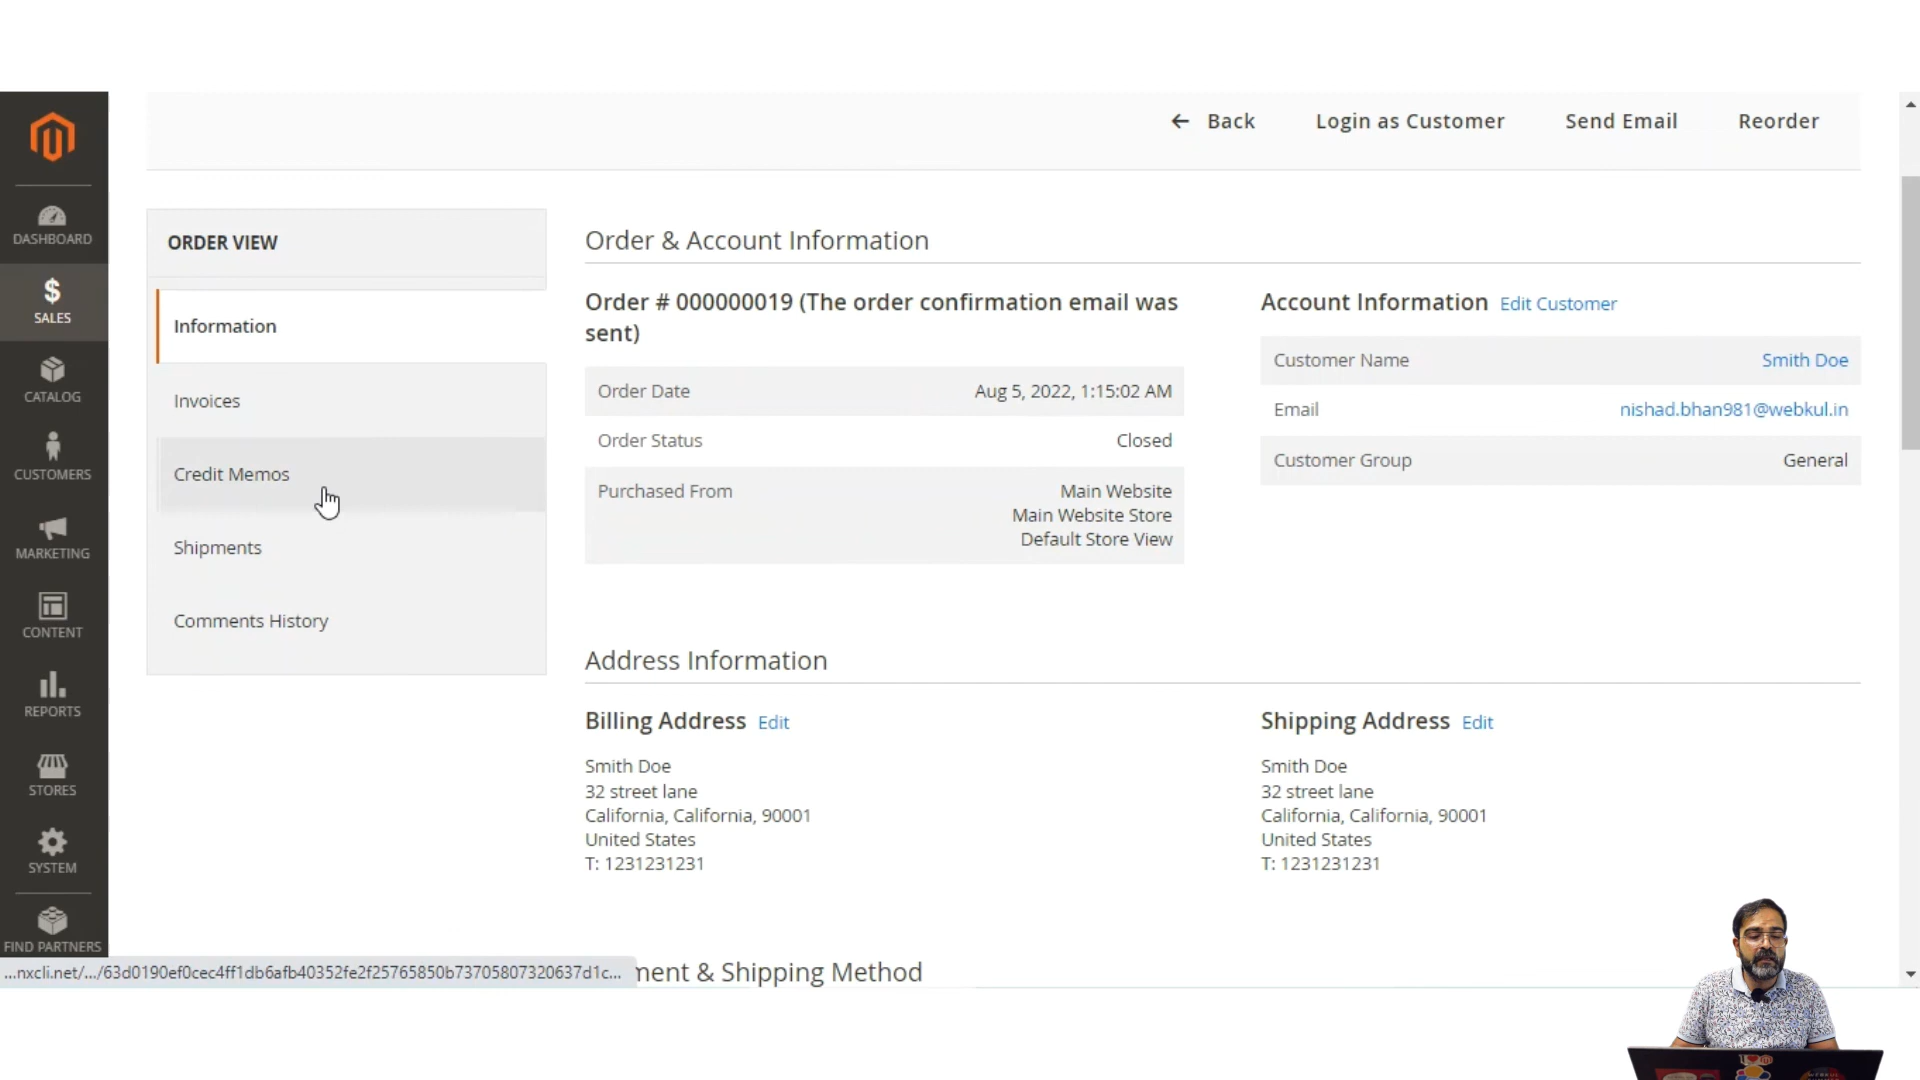 Back
Login as Customer
Send Email
Reorder
DASHBOARD
SALES
CATALOG
CUSTOMERS
MARKETING
CONTENT
REPORTS
STORES
SYSTEM
FIND PARTNERS
ORDER VIEW
Information
Invoices
Credit Memos
Shipments
Comments History
Order & Account Information
Order # 000000019 (The order confirmation email was
sent)
Order Date Aug 5, 2022, 1:15:02 AM
Order Status Closed
Purchased From Main Website
Main Website Store
Default Store View
Account Information Edit Customer
Customer Name Smith Doe
Email nishad.bhan981@webkul.in
Customer Group General
Address Information
Billing Address Edit
Smith Doe
32 street lane
California, California, 90001
United States
T: 1231231231
Shipping Address Edit
Smith Doe
32 street lane
California, California, 90001
United States
T: 1231231231
ment & Shipping Method
...nxcli.net/.../63d0190ef0cec4ff1db6afb40352fe2f25765850b73705807320637d1c...